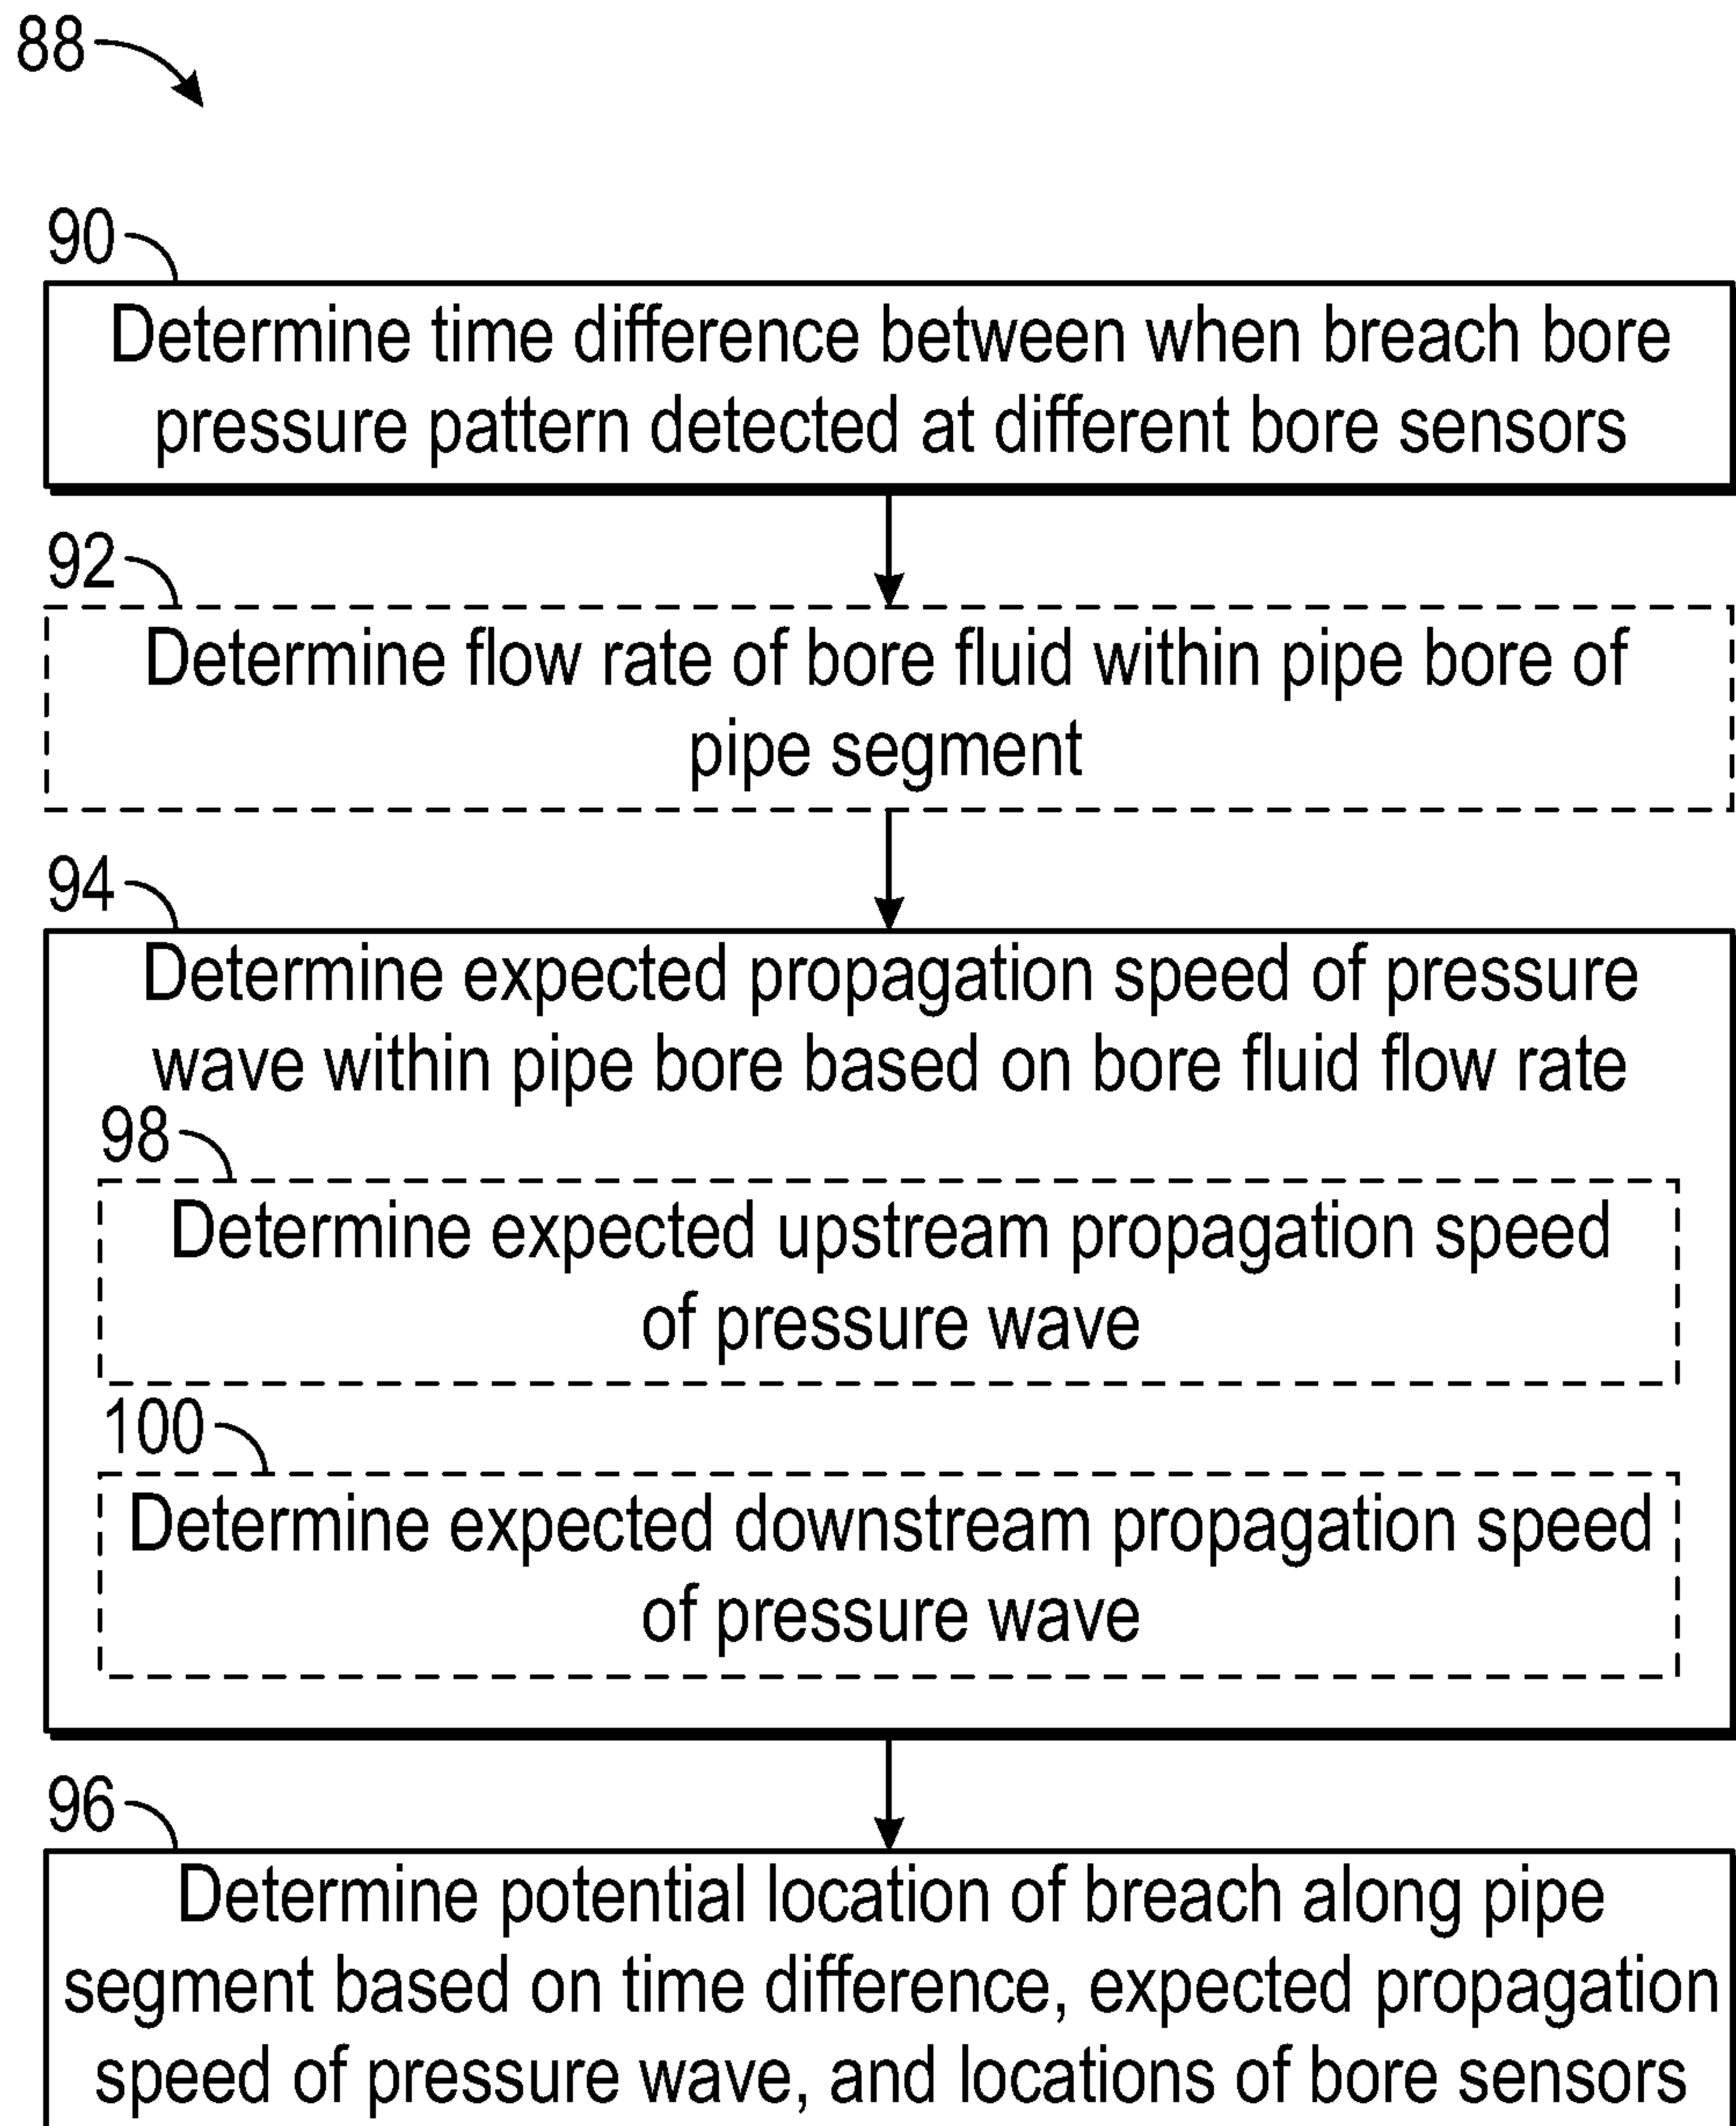 88
90
Determine time difference between when breach bore
pressure pattern detected at different bore sensors
92
Determine flow rate of bore fluid within pipe bore of
pipe segment
94
Determine expected propagation speed of pressure
wave within pipe bore based on bore fluid flow rate
98
Determine expected upstream propagation speed
of pressure wave
100
Determine expected downstream propagation speed
of pressure wave
96
Determine potential location of breach along pipe
segment based on time difference, expected propagation
speed of pressure wave, and locations of bore sensors